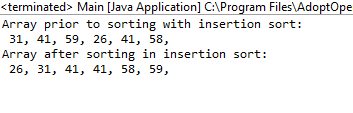 <terminated> Main [Java Application] C:\Program Files\AdoptOpe
Array prior to sorting with insertion sort:
31, 41, 59, 26, 41, 58,
Array after sorting in insertion sort:
26, 31, 41, 41, 58, 59,